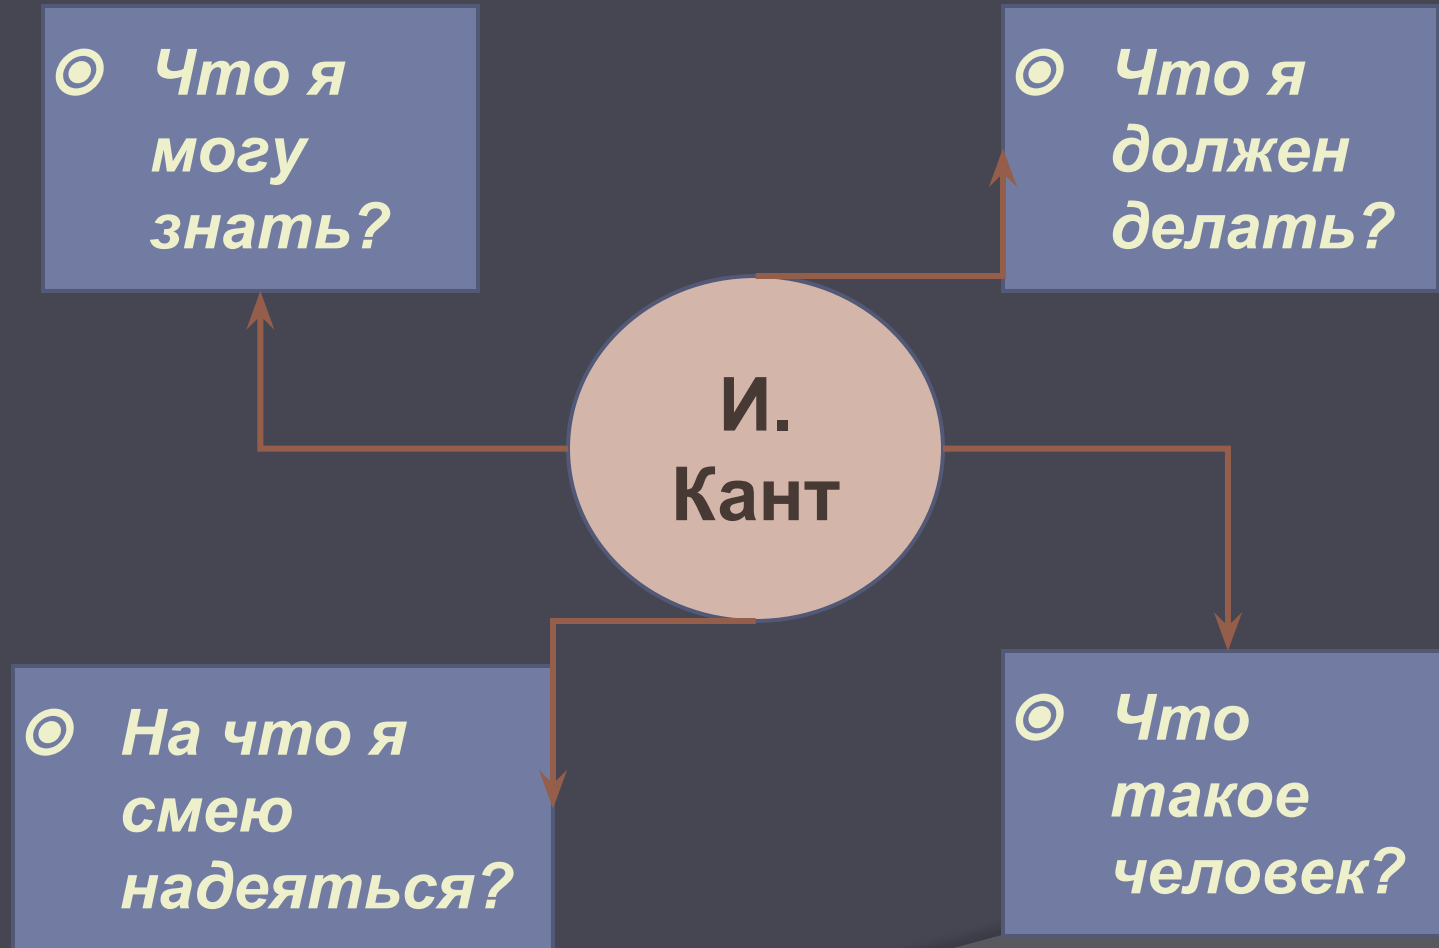 Что я
могу
знать?
Что я
должен
делать?
И.
Кант
На что я
смею
надеяться?
Что
такое
человек?